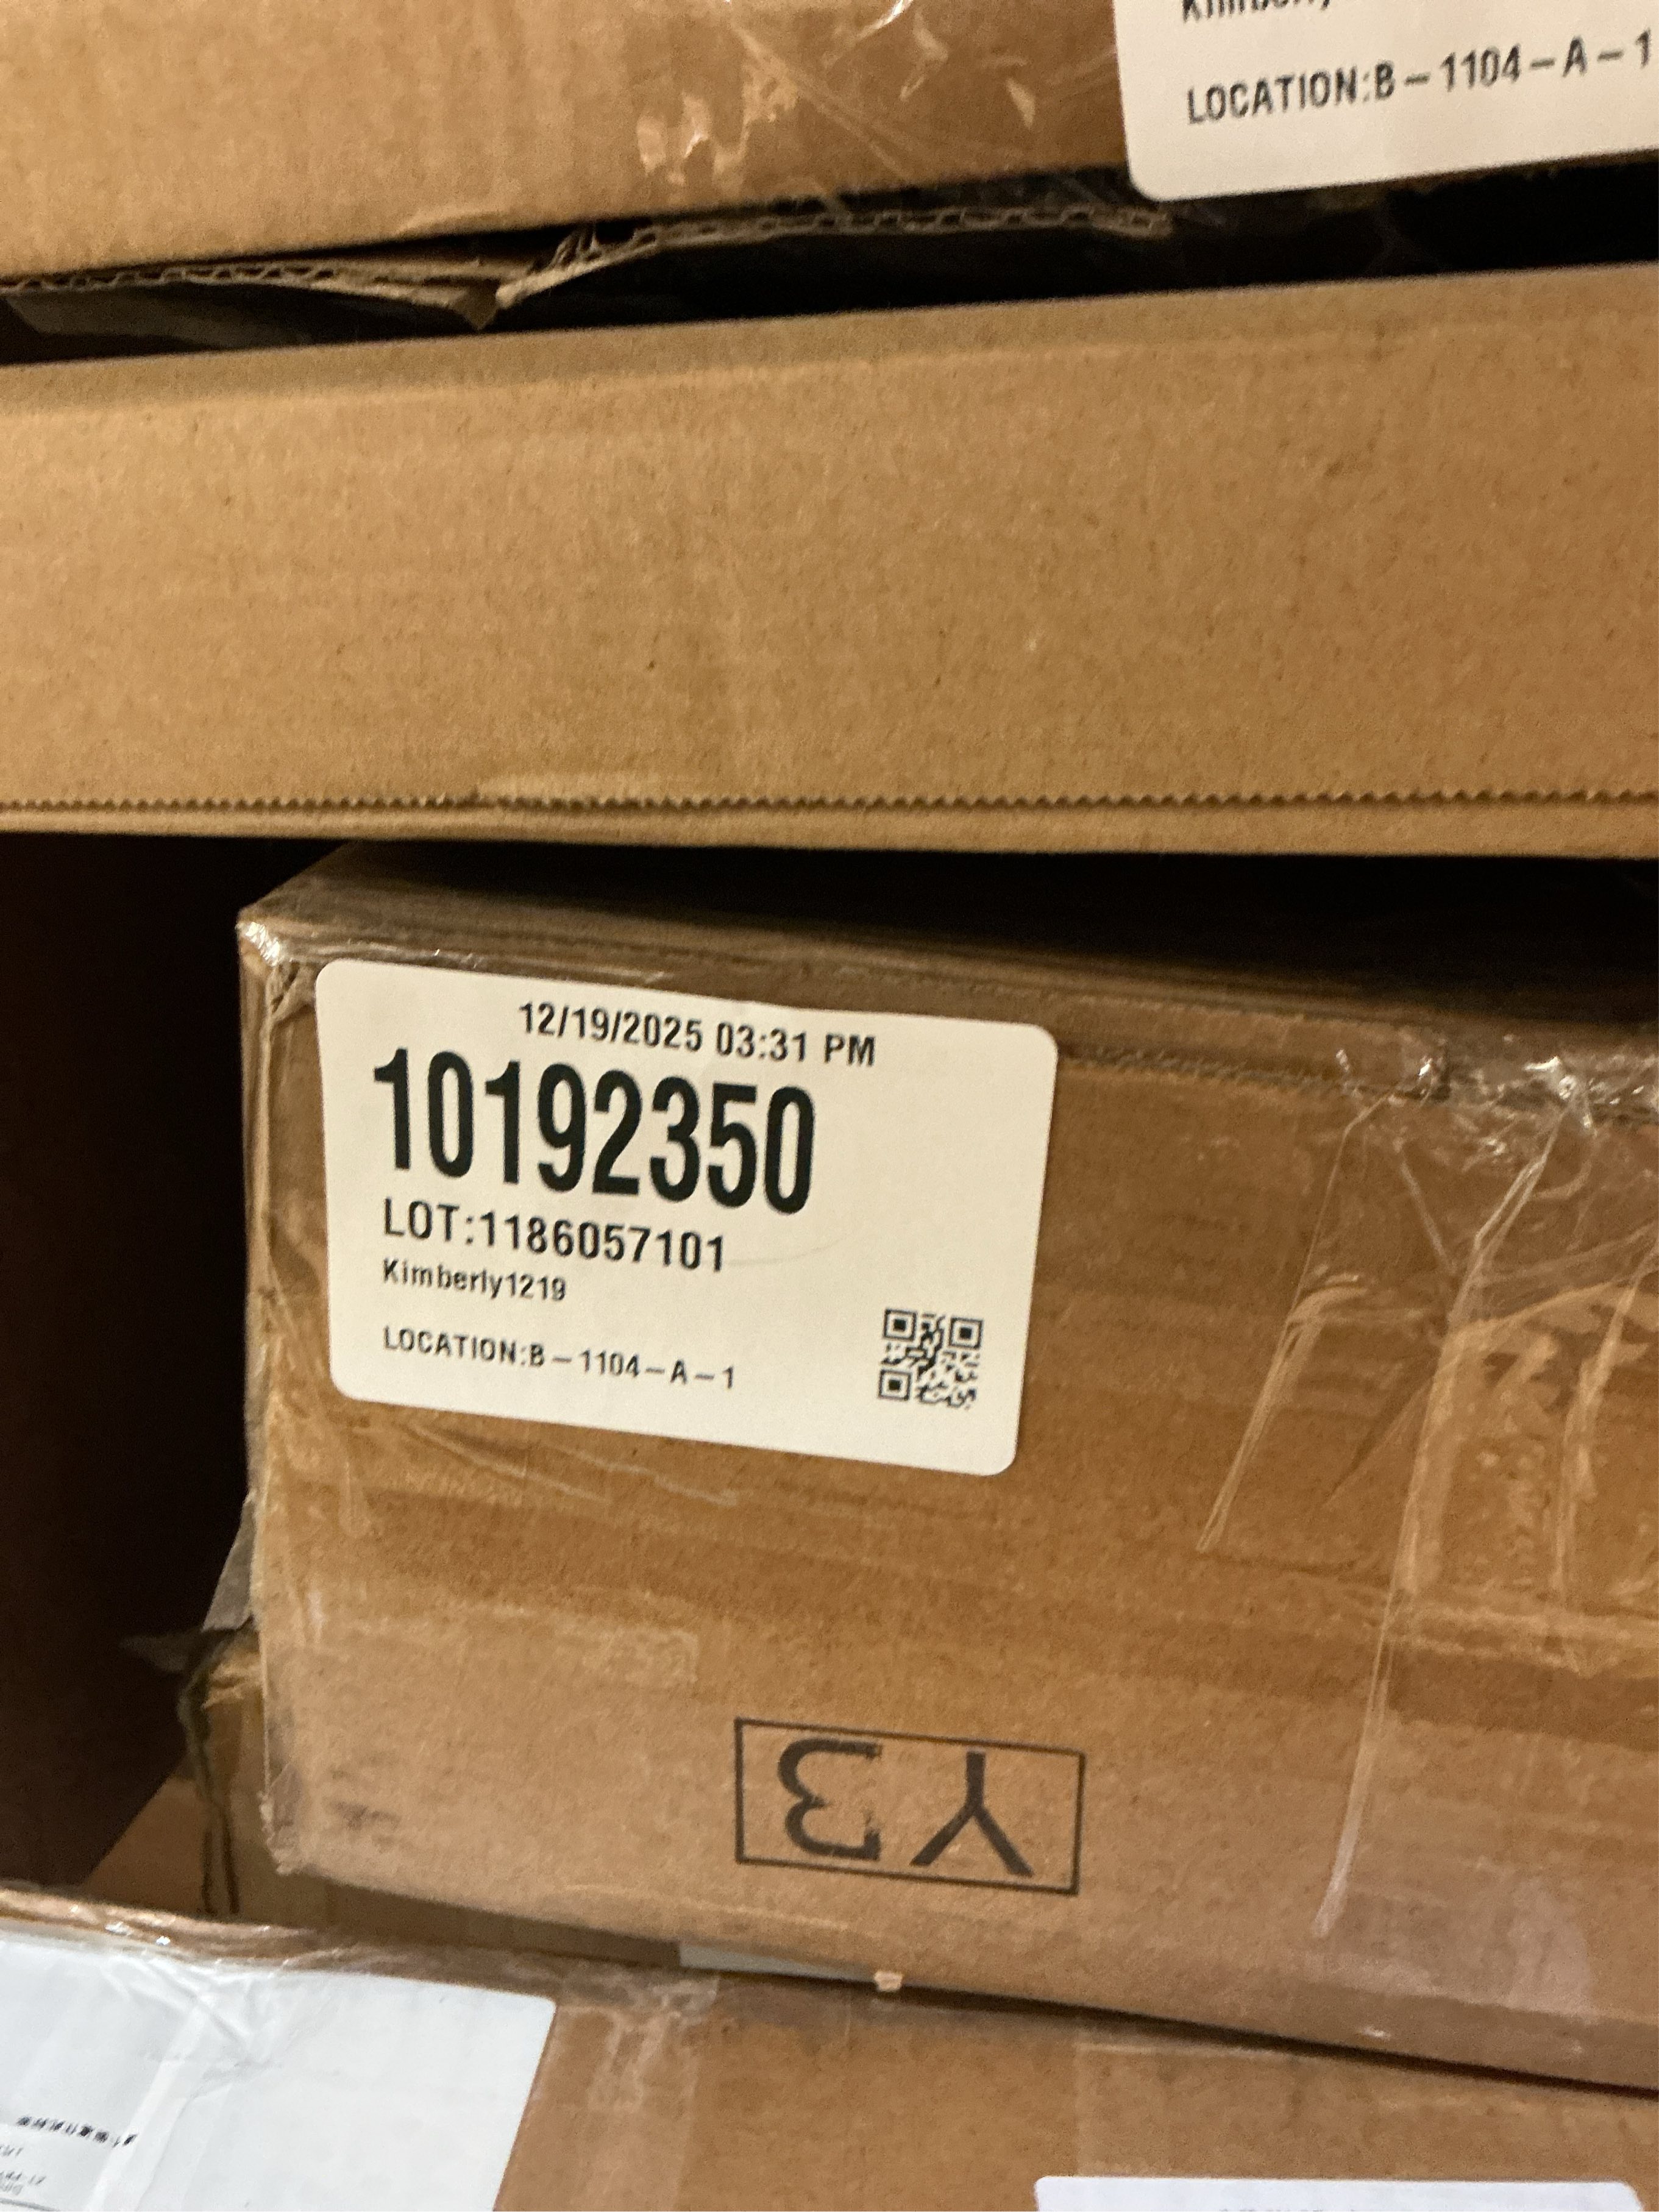 LOCATION:B-1104-A-1
12/19/2025 03:31 PM
10192350
LOT:1186057101
Kimberly1219
LOCATION:B-1104-A-1
Y3